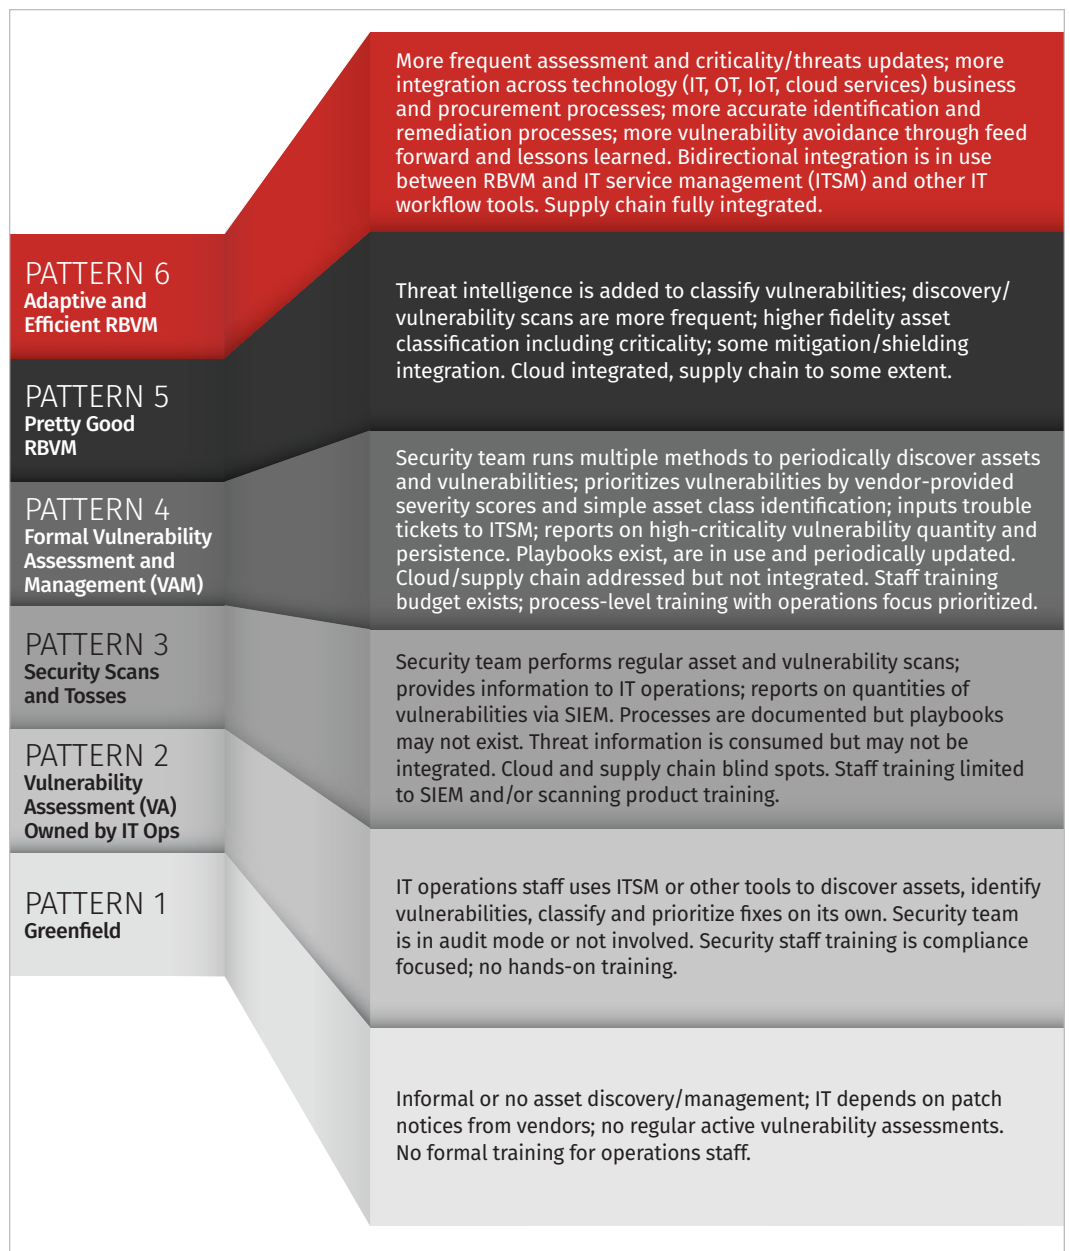 More frequent assessment and criticality/threats updates; more
integration across technology (IT, OT, IoT, cloud services) business
and procurement processes; more accurate identification and
remediation processes; more vulnerability avoidance through feed
forward and lessons learned. Bidirectional integration is in use
between RBVM and IT service management (ITSM) and other IT
workflow tools. Supply chain fully integrated.
PATTERN 6
Adaptive and
Efficient RBVM
Threat intelligence is added to classify vulnerabilities; discovery/
vulnerability scans are more frequent; higher fidelity asset
classification including criticality; some mitigation/shielding
integration. Cloud integrated, supply chain to some extent.
PATTERN 5
Pretty Good
RBVM
Security team runs multiple methods to periodically discover assets
and vulnerabilities; prioritizes vulnerabilities by vendor-provided
severity scores and simple asset class identification; inputs trouble
tickets to ITSM; reports on high-criticality vulnerability quantity and
persistence. Playbooks exist, are in use and periodically updated.
Cloud/supply chain addressed but not integrated. Staff training
budget exists; process-level training with operations focus prioritized.
PATTERN 4
Formal Vulnerability
Assessment and
Management (VAM)
Security team performs regular asset and vulnerability scans;
provides information to IT operations; reports on quantities of
vulnerabilities via SIEM. Processes are documented but playbooks
may not exist. Threat information is consumed but may not be
integrated. Cloud and supply chain blind spots. Staff training limited
to SIEM and/or scanning product training.
PATTERN 3
Security Scans
and Tosses
IT operations staff uses ITSM or other tools to discover assets, identify
vulnerabilities, classify and prioritize fixes on its own. Security team
is in audit mode or not involved. Security staff training is compliance
focused; no hands-on training.
PATTERN 2
Vulnerability
Assessment (VA)
Owned by IT Ops
Informal or no asset discovery/management; IT depends on patch
notices from vendors; no regular active vulnerability assessments.
No formal training for operations staff.
PATTERN 1
Greenfield